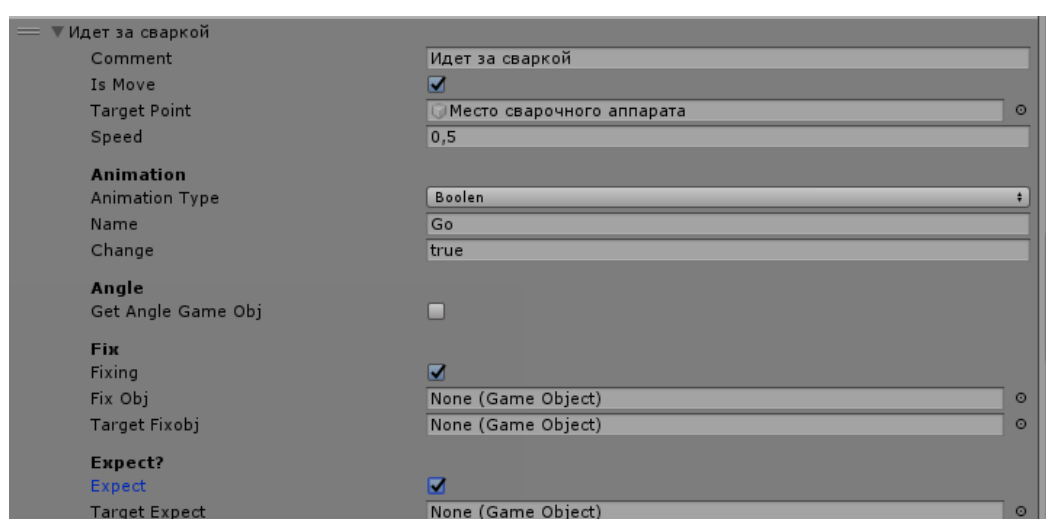 Идет за сваркой
Comment Идет за сваркой
Is Move
Target Point Место сварочного аппарата
Speed 0,5
Animation
Animation Type Boolen
Name Go
Change true
Angle
Get Angle Game Obj
Fix
Fixing
Fix Obj None (Game Object)
Target Fixobj None (Game Object)
Expect?
Expect
Target Expect None (Game Object)